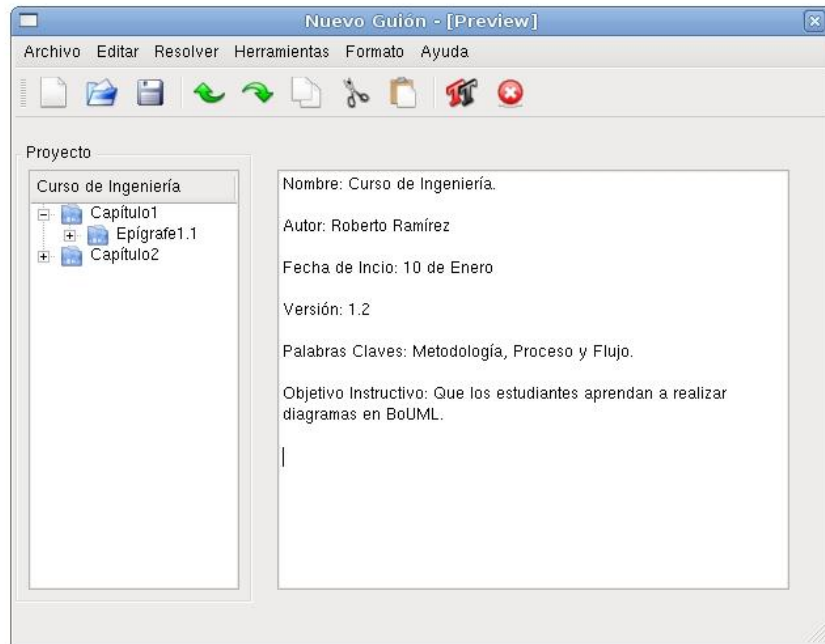 Nuevo Guión - [Preview]
Archivo Editar Resolver Herramientas Formato Ayuda
Proyecto
Curso de Ingeniería
Capítulo1
Epígrafe1.1
Capítulo2
Nombre: Curso de Ingeniería.
Autor: Roberto Ramírez
Fecha de Incio: 10 de Enero
Versión: 1.2
Palabras Claves: Metodología, Proceso y Flujo.
Objetivo Instructivo: Que los estudiantes aprendan a realizar
diagramas en BoUML.